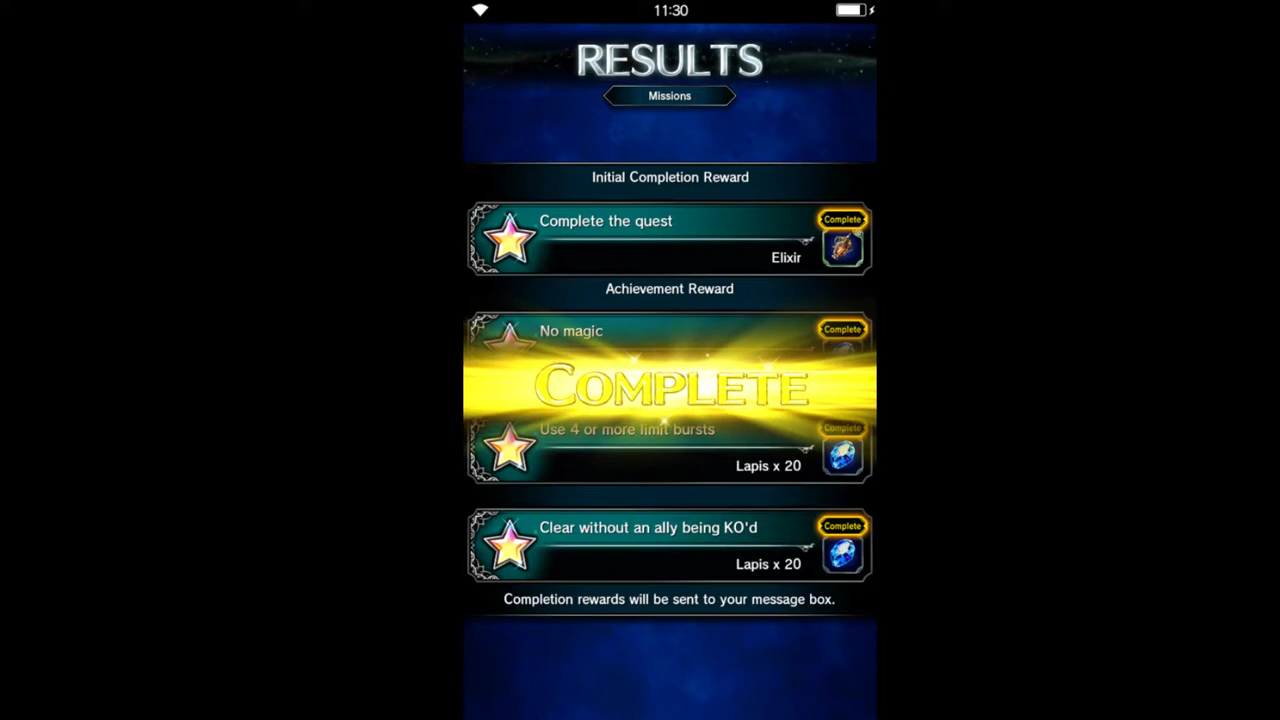 11:30
RESULTS
Missions
Initial Completion Reward
Complete the quest
Complete
Elixir
Achievement Reward
No magic
Complete
COMPLETE
Use 4 or more limit bursts
Complete
Lapis x 20
Clear without an ally being KO'd
Complete
Lapis x 20
Completion rewards will be sent to your message box.